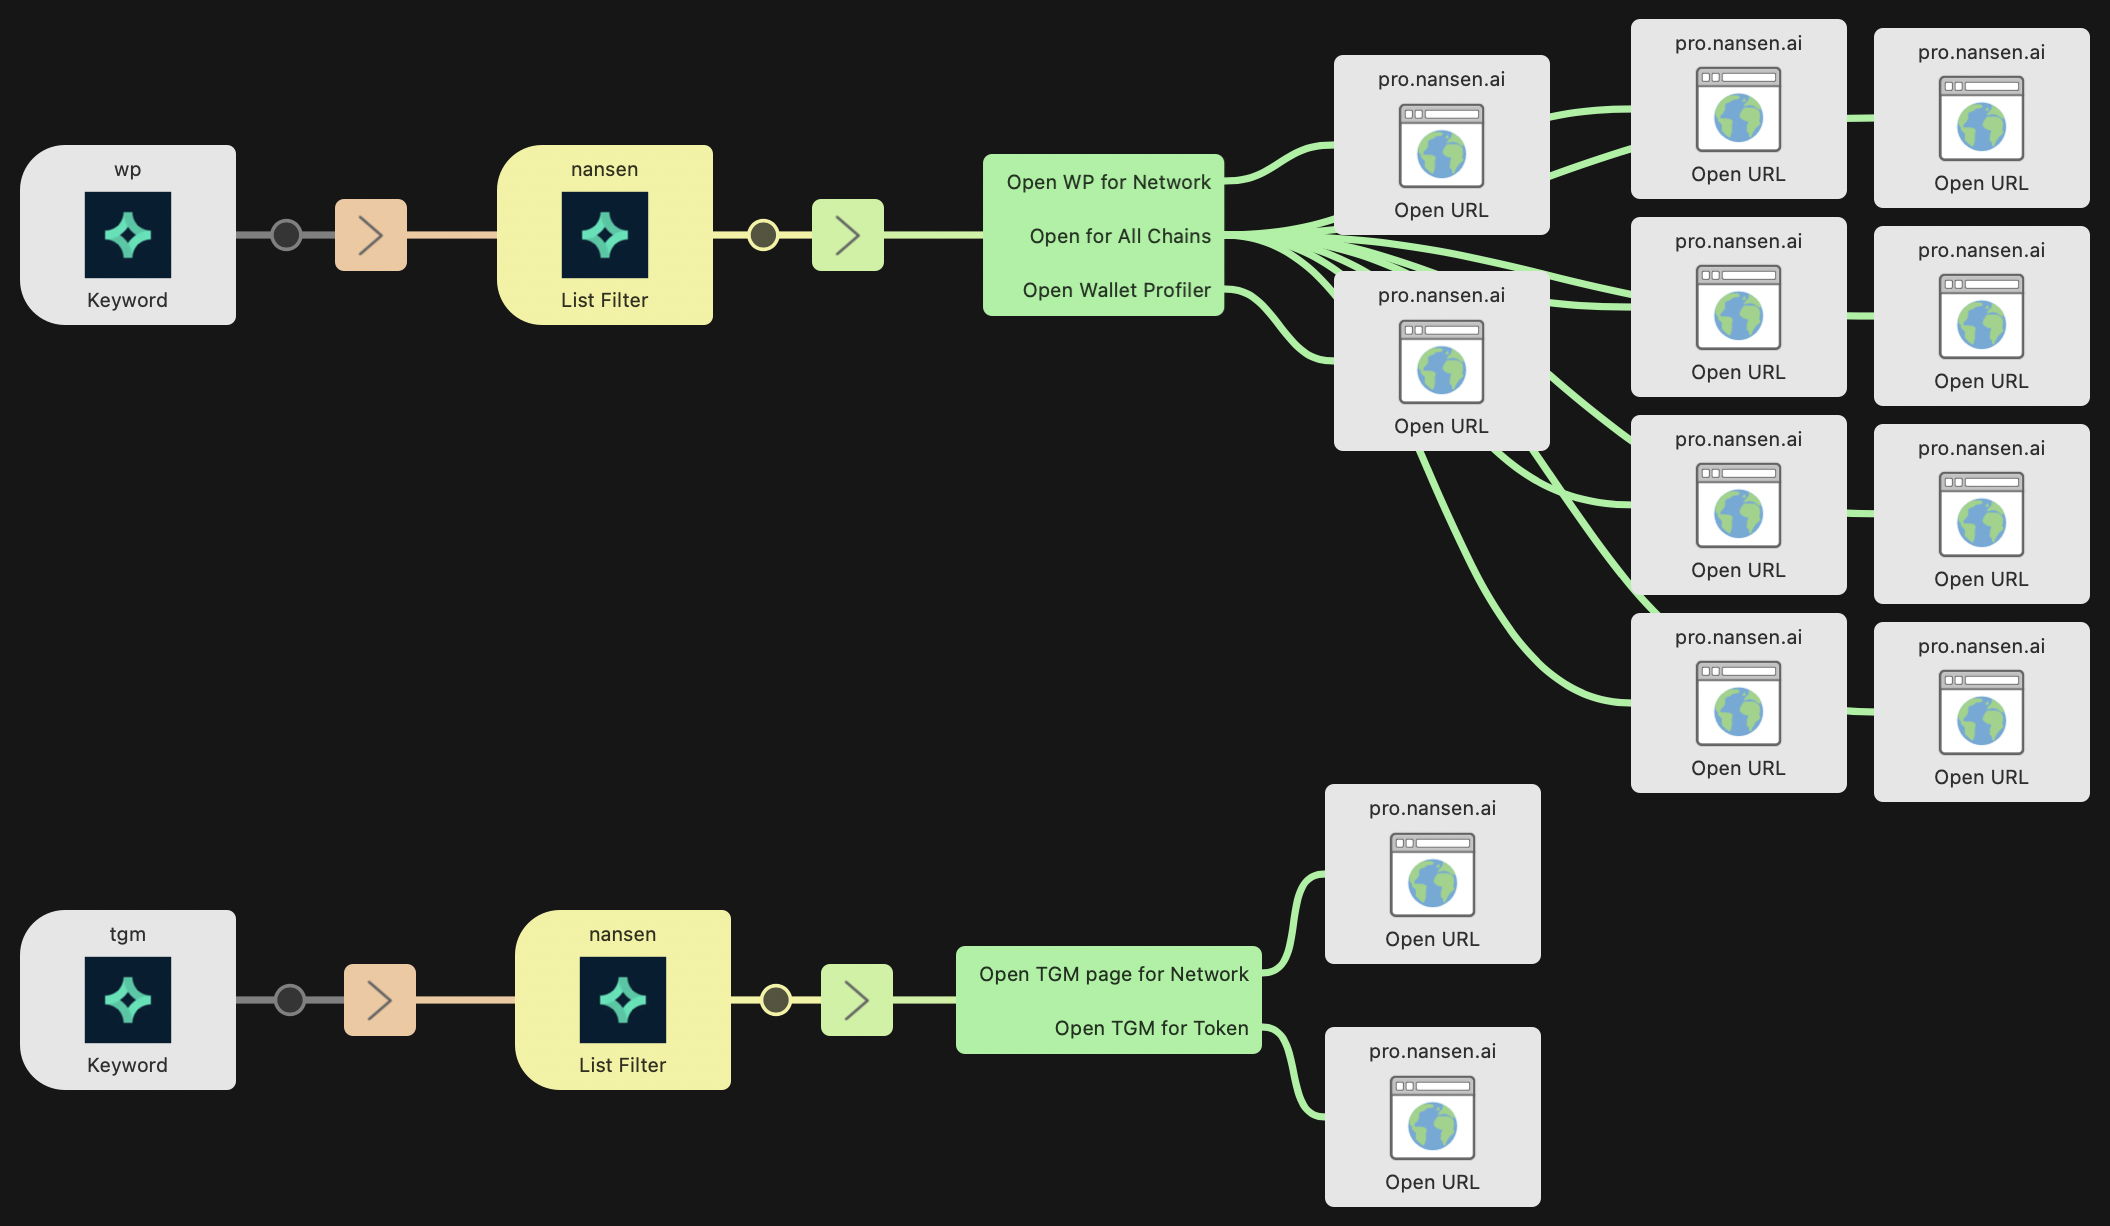 wp
Keyword
nansen
List Filter
Open WP for Network
Open for All Chains
Open Wallet Profiler
pro.nansen.ai
Open URL
pro.nansen.ai
Open URL
pro.nansen.ai
Open URL
pro.nansen.ai
Open URL
pro.nansen.ai
Open URL
pro.nansen.ai
Open URL
pro.nansen.ai
Open URL
pro.nansen.ai
Open URL
pro.nansen.ai
Open URL
pro.nansen.ai
Open URL
tgm
Keyword
nansen
List Filter
Open TGM page for Network
Open TGM for Token
pro.nansen.ai
Open URL
pro.nansen.ai
Open URL